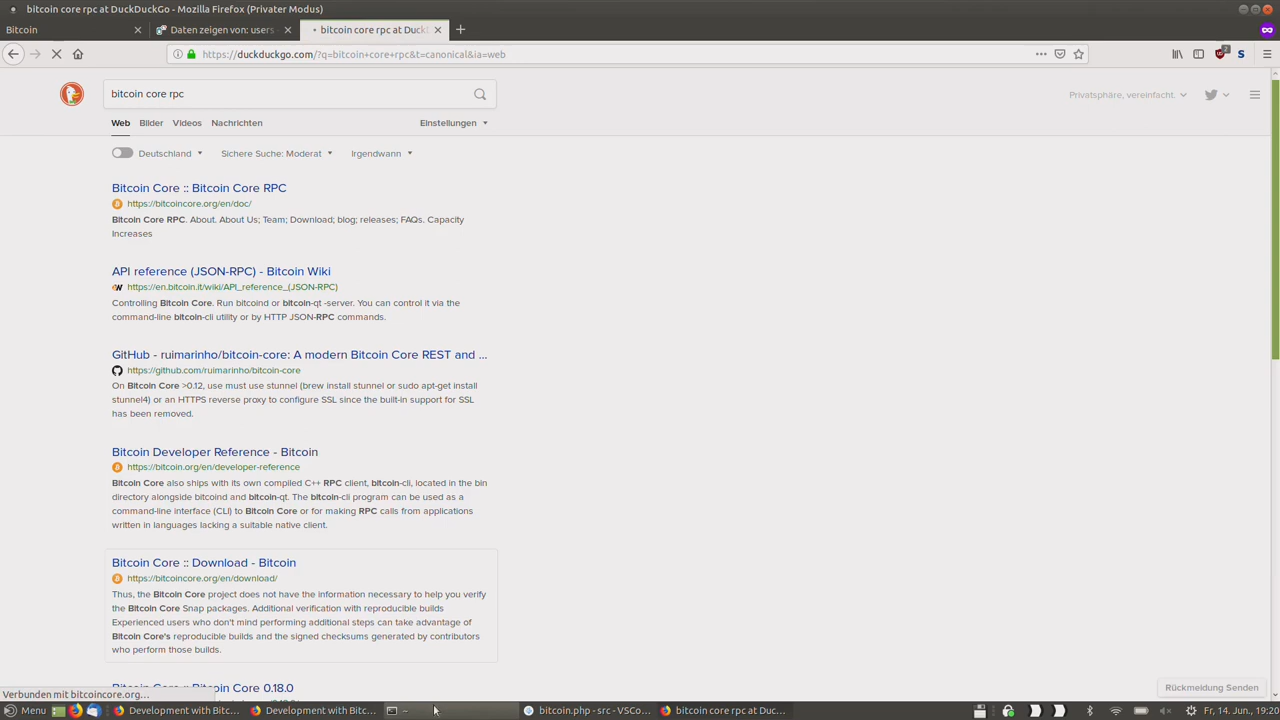 bitcoin core rpc at DuckDuckGo - Mozilla Firefox (Privater Modus)
Bitcoin
Daten zeigen von: users
bitcoin core rpc at Duck
https://duckduckgo.com/?q=bitcoin+core+rpc&t=canonical&ia=web
bitcoin core rpc
Privatsphäre, vereinfacht.
Web Bilder Videos Nachrichten Einstellungen
Deutschland Sichere Suche: Moderat Irgendwann
Bitcoin Core :: Bitcoin Core RPC
https://bitcoincore.org/en/doc/
Bitcoin Core RPC. About. About Us; Team; Download; blog; releases; FAQs. Capacity
Increases
API reference (JSON-RPC) - Bitcoin Wiki
https://en.bitcoin.it/wiki/API_reference_(JSON-RPC)
Controlling Bitcoin Core. Run bitcoind or bitcoin-qt -server. You can control it via the
command-line bitcoin-cli utility or by HTTP JSON-RPC commands.
GitHub - ruimarinho/bitcoin-core: A modern Bitcoin Core REST and ...
https://github.com/ruimarinho/bitcoin-core
On Bitcoin Core >0.12, use must use stunnel (brew install stunnel or sudo apt-get install
stunnel4) or an HTTPS reverse proxy to configure SSL since the built-in support for SSL
has been removed.
Bitcoin Developer Reference - Bitcoin
https://bitcoin.org/en/developer-reference
Bitcoin Core also ships with its own compiled C++ RPC client, bitcoin-cli, located in the bin
directory alongside bitcoind and bitcoin-qt. The bitcoin-cli program can be used as a
command-line interface (CLI) to Bitcoin Core or for making RPC calls from applications
written in languages lacking a suitable native client.
Bitcoin Core :: Download - Bitcoin
https://bitcoincore.org/en/download/
Thus, the Bitcoin Core project does not have the information necessary to help you verify
the Bitcoin Core Snap packages. Additional verification with reproducible builds
Experienced users who don't mind performing additional steps can take advantage of
Bitcoin Core's reproducible builds and the signed checksums generated by contributors
who perform those builds.
Bitcoin Core :: Bitcoin Core 0.18.0
Rückmeldung Senden
Verbunden mit bitcoincore.org...
Menu
Development with Bitc...
Development with Bitc...
–
bitcoin.php - src - VSCo...
bitcoin core rpc at Duc...
Fr, 14. Jun., 19:20